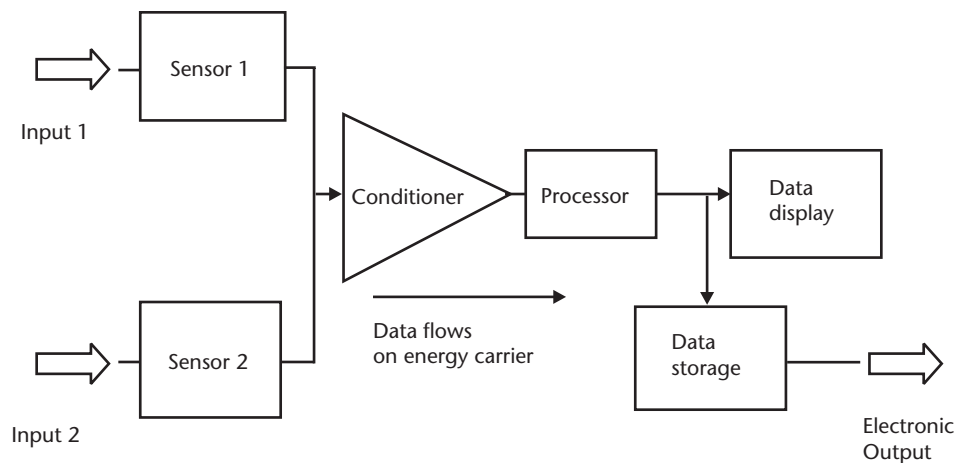 Sensor 1
Input 1
Conditioner
Processor
Data
display
Data flows
on energy carrier
Sensor 2
Input 2
Data
storage
Electronic
Output